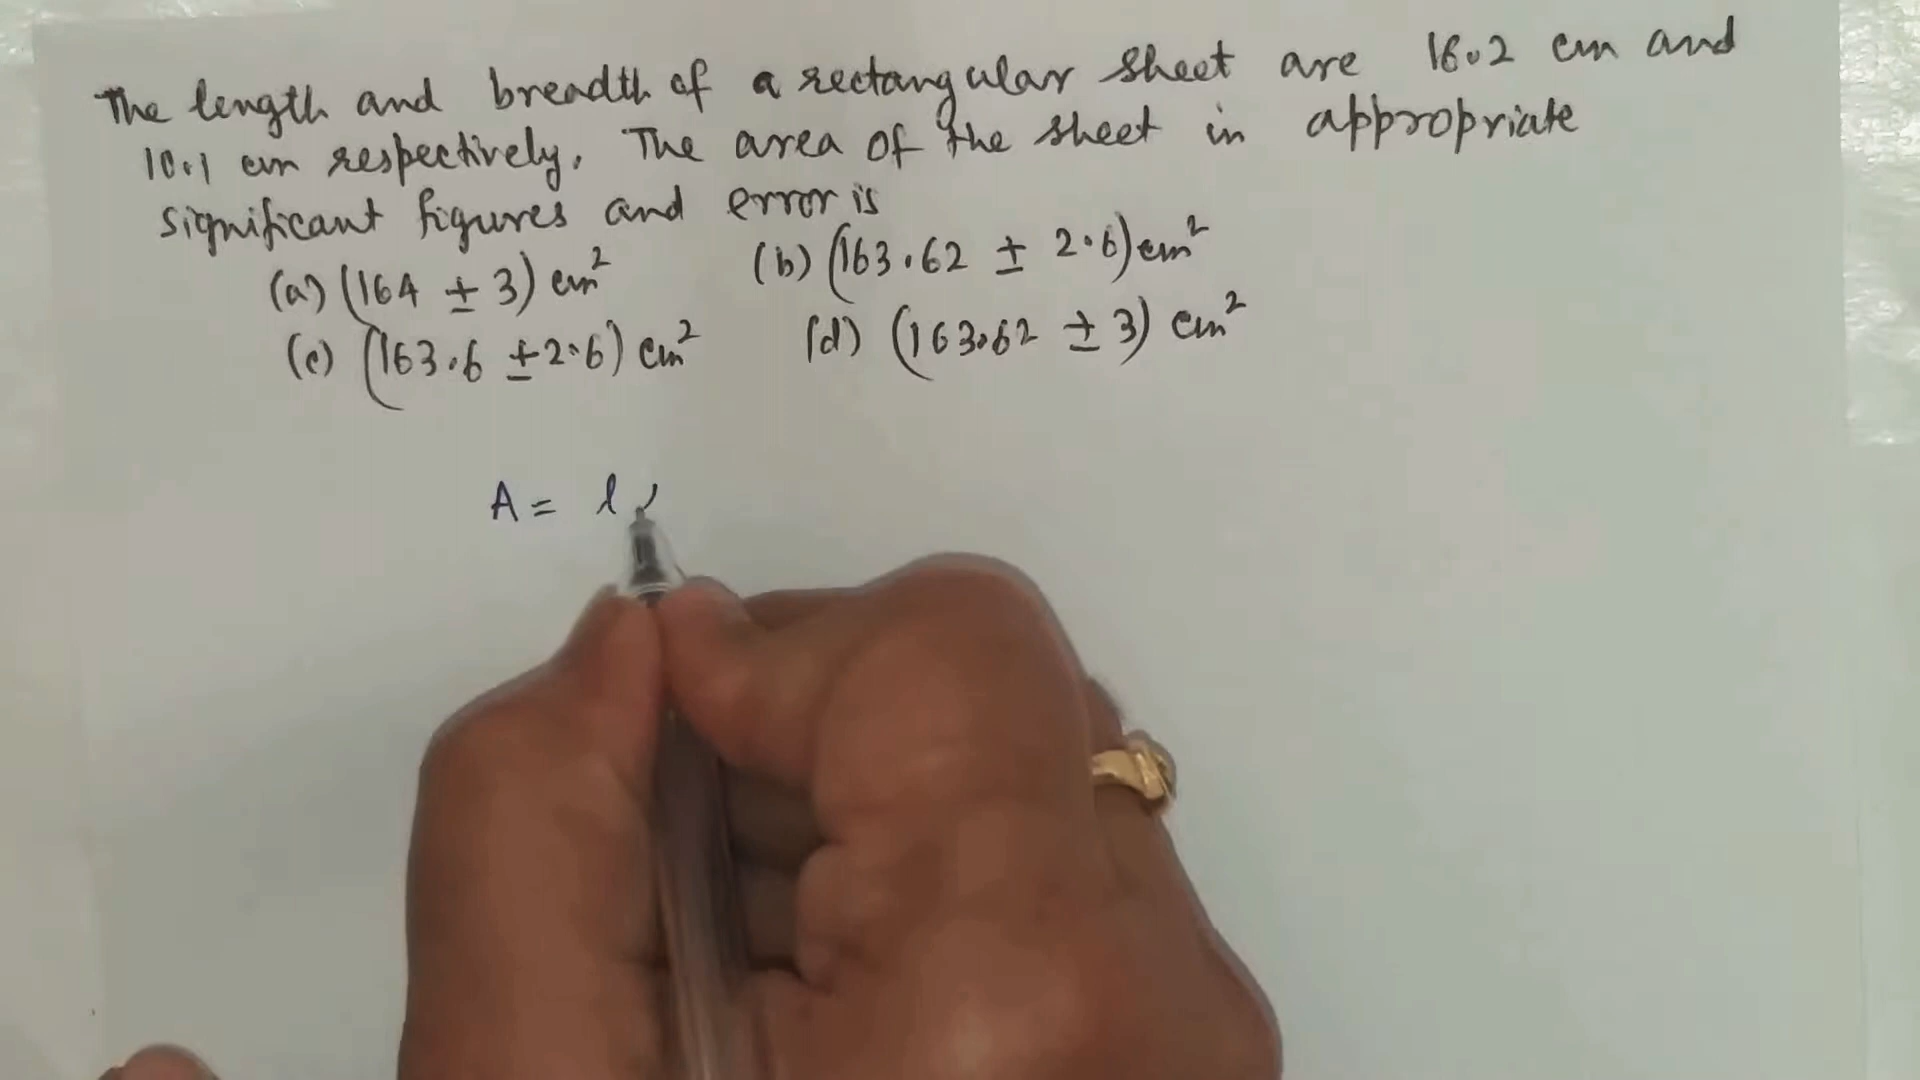 The length and breadth of a rectangular sheet are 16.2 cm and
10.1 cm respectively. The area of the sheet in appropriate
significant figures and error is
(a) (164 ± 3) cm² (b) (163.62 ± 2.6) cm²
(c) (163.6 ± 2.6) cm² (d) (163.62 ± 3) cm²
A = l